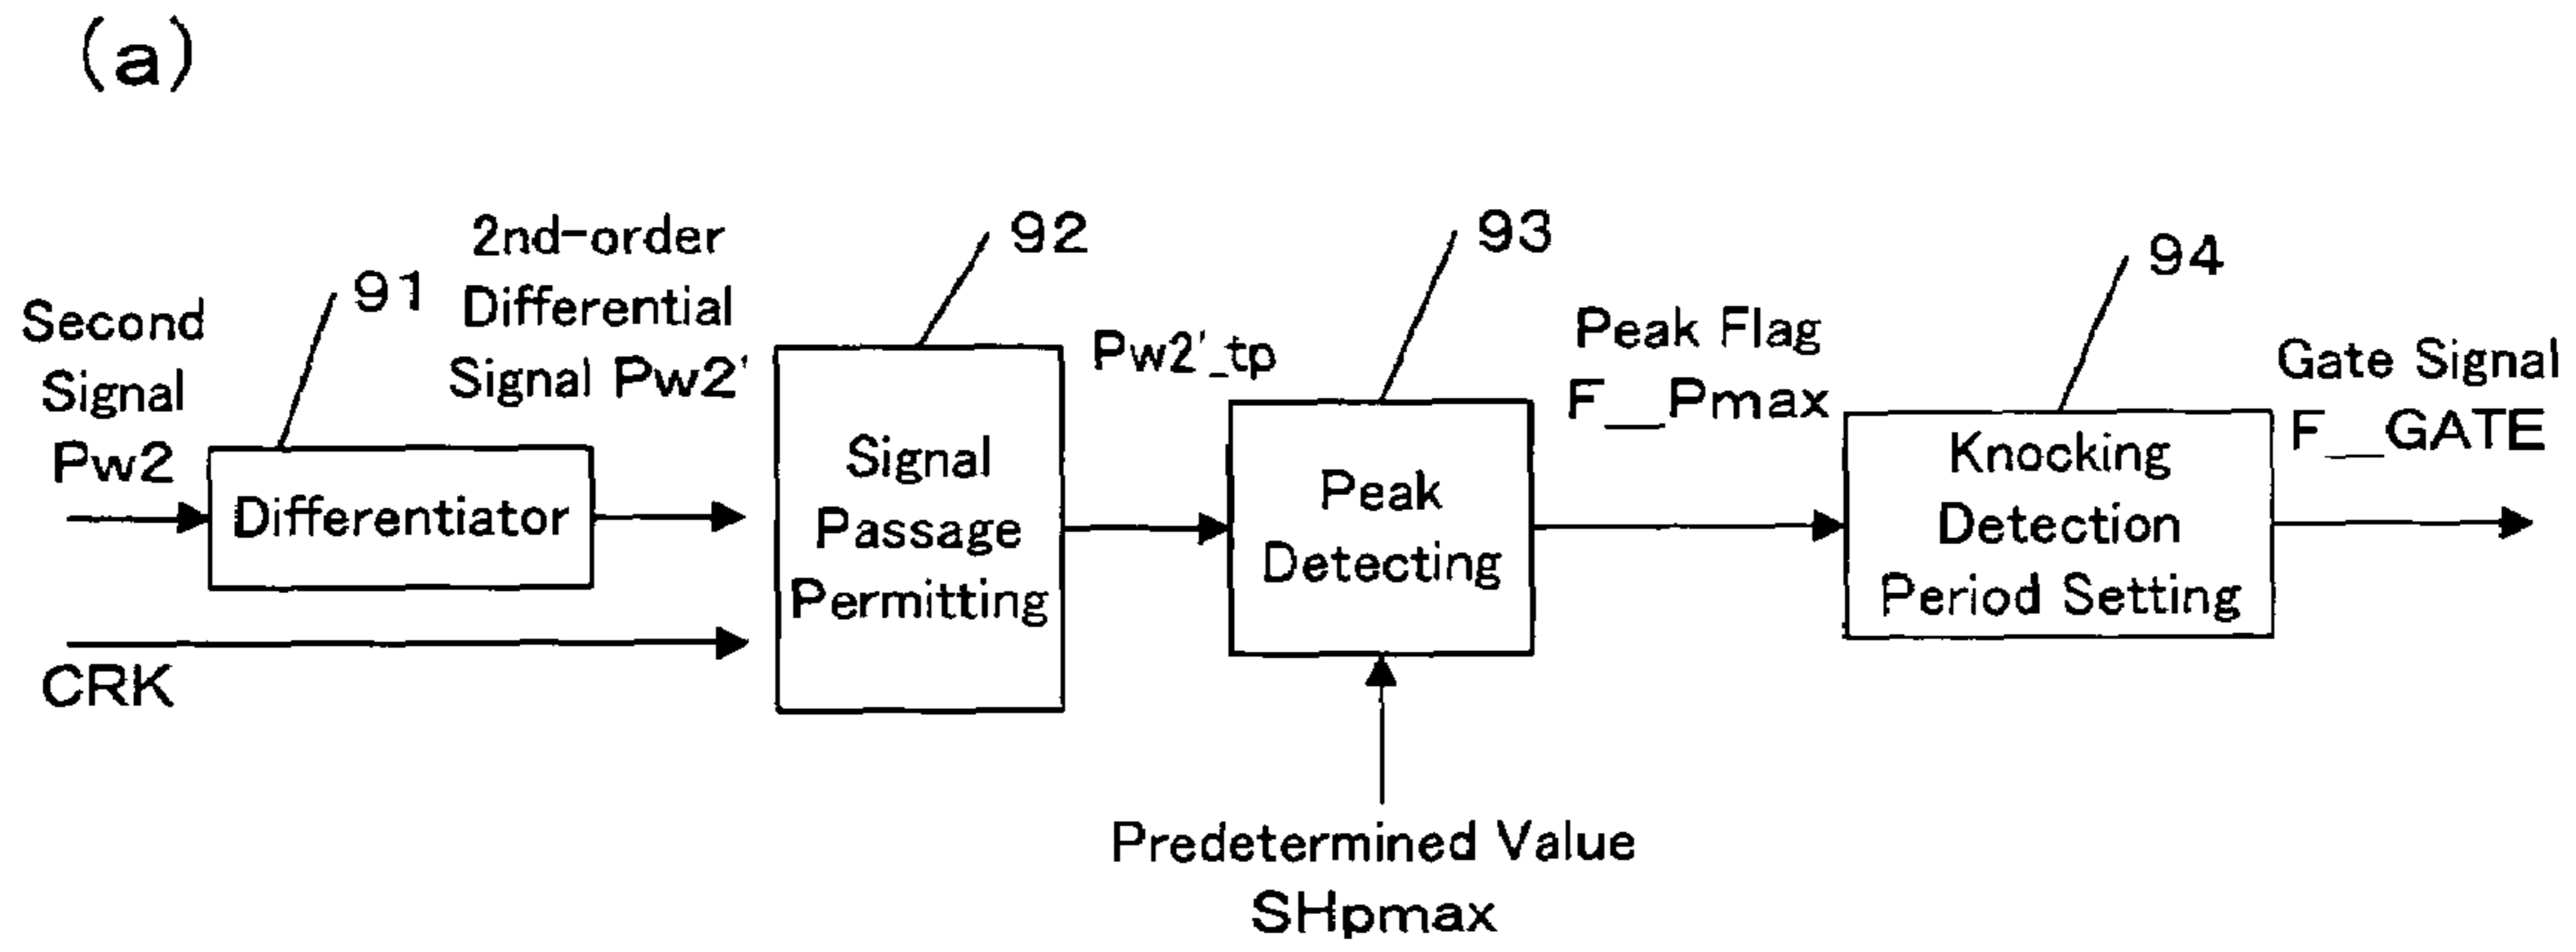 (a)
Second
Signal
Pw2
91
2nd-order
Differential
Signal Pw2'
92
Pw2'_tp
93
Peak Flag
F__Pmax
94
Gate Signal
F__GATE
Differentiator
CRK
Signal
Passage
Permitting
Peak
Detecting
Knocking
Detection
Period Setting
Predetermined Value
SHpmax